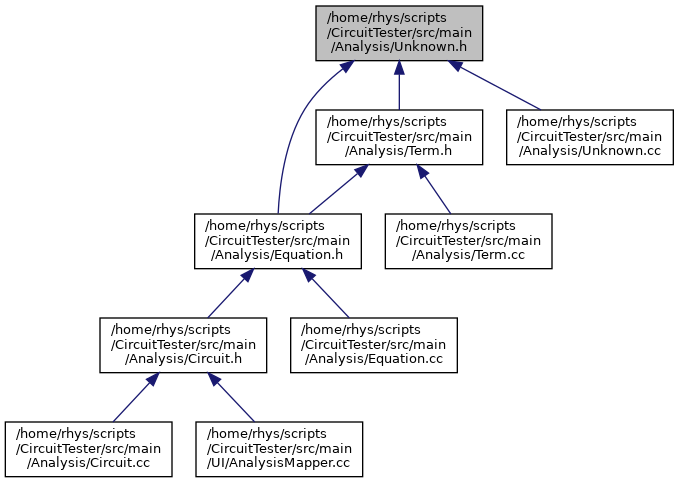 /home/rhys/scripts
/CircuitTester/src/main
/Analysis/Unknown.h
/home/rhys/scripts
/CircuitTester/src/main
/Analysis/Term.h
/home/rhys/scripts
/CircuitTester/src/main
/Analysis/Unknown.cc
/home/rhys/scripts
/CircuitTester/src/main
/Analysis/Equation.h
/home/rhys/scripts
/CircuitTester/src/main
/Analysis/Term.cc
/home/rhys/scripts
/CircuitTester/src/main
/Analysis/Circuit.h
/home/rhys/scripts
/CircuitTester/src/main
/Analysis/Equation.cc
/home/rhys/scripts
/CircuitTester/src/main
/Analysis/Circuit.cc
/home/rhys/scripts
/CircuitTester/src/main
/UI/AnalysisMapper.cc